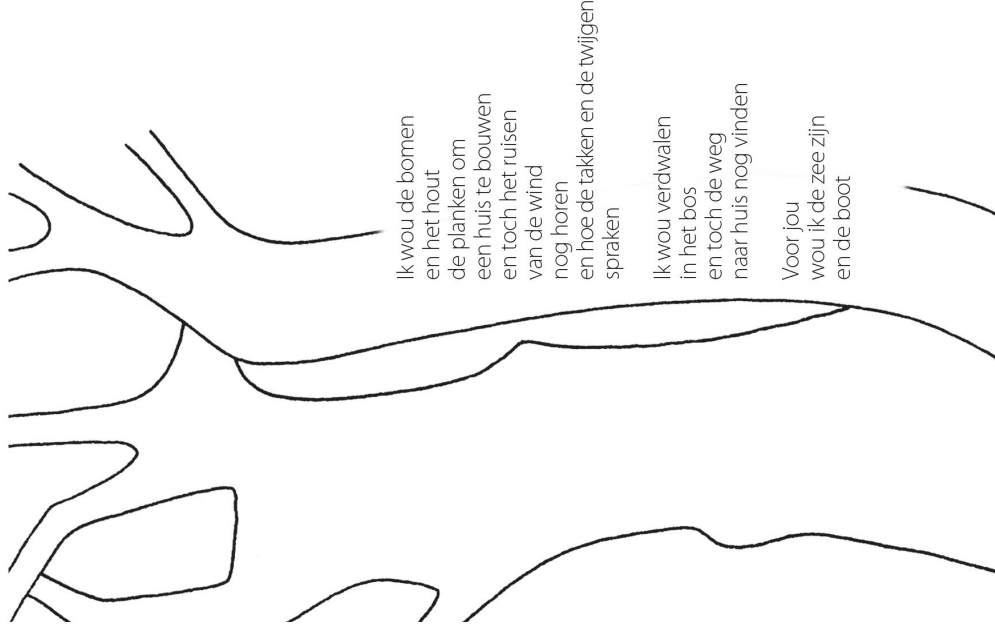 Ik wou de bomen
en het hout
de planken om
een huis te bouwen
en toch het ruisen
van de wind
nog horen
en hoe de takken en de twijgen
spraken
Ik wou verdwalen
in het bos
en toch de weg
naar huis nog vinden
Voor jou
wou ik de zee zijn
en de boot